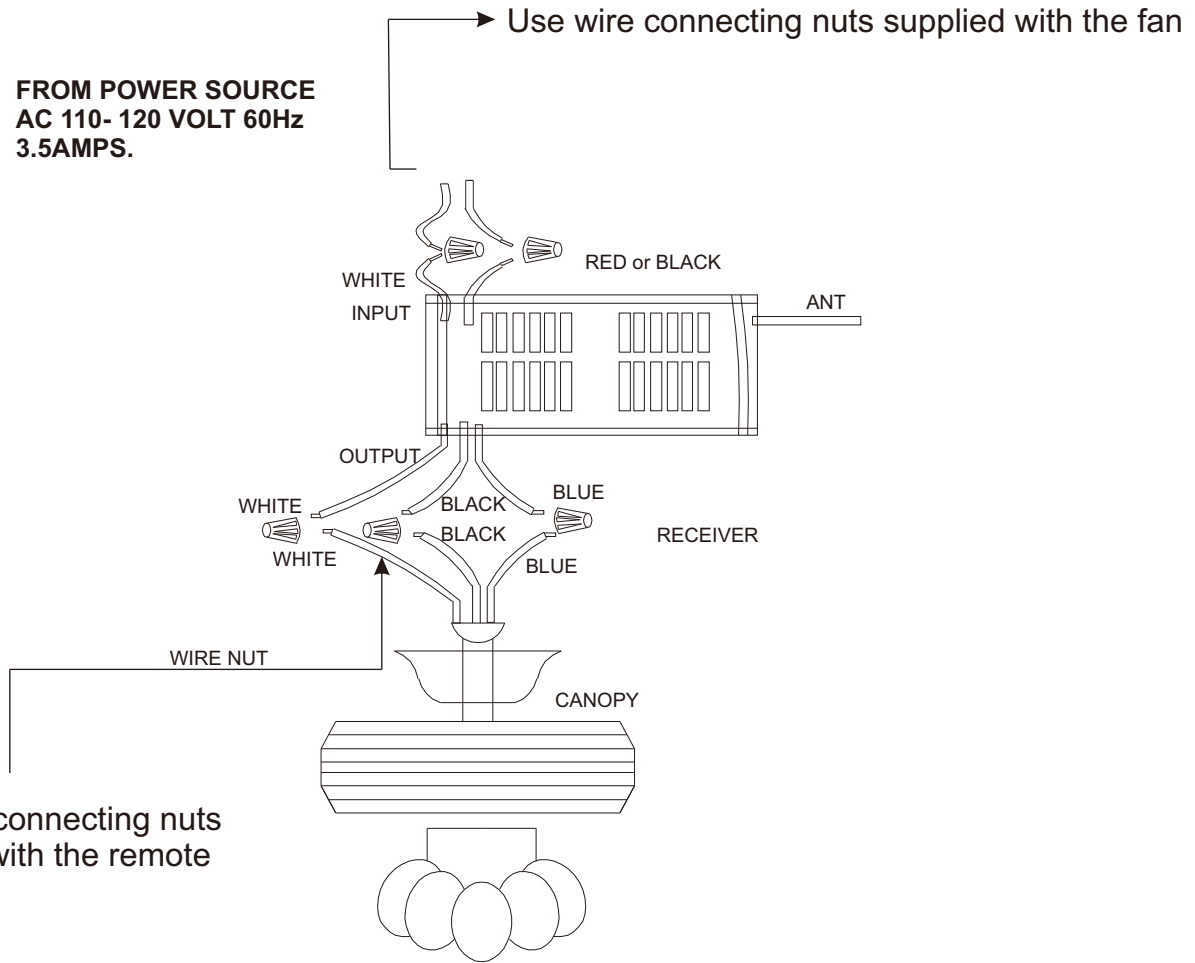 Use wire connecting nuts supplied with the fan
FROM POWER SOURCE
AC 110- 120 VOLT 60Hz
3.5AMPS.
RED or BLACK
WHITE
INPUT
ANT
OUTPUT
WHITE
BLACK
BLUE
BLACK
RECEIVER
WHITE
BLUE
WIRE NUT
CANOPY
connecting nuts
with the remote